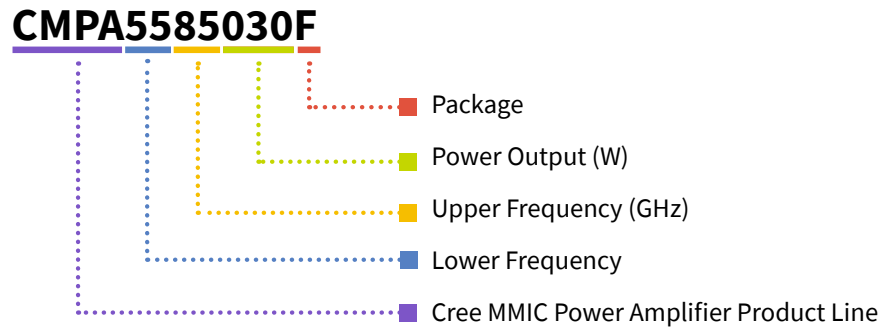 CMPA5585030F
Package
Power Output (W)
Upper Frequency (GHz)
Lower Frequency
Cree MMIC Power Amplifier Product Line